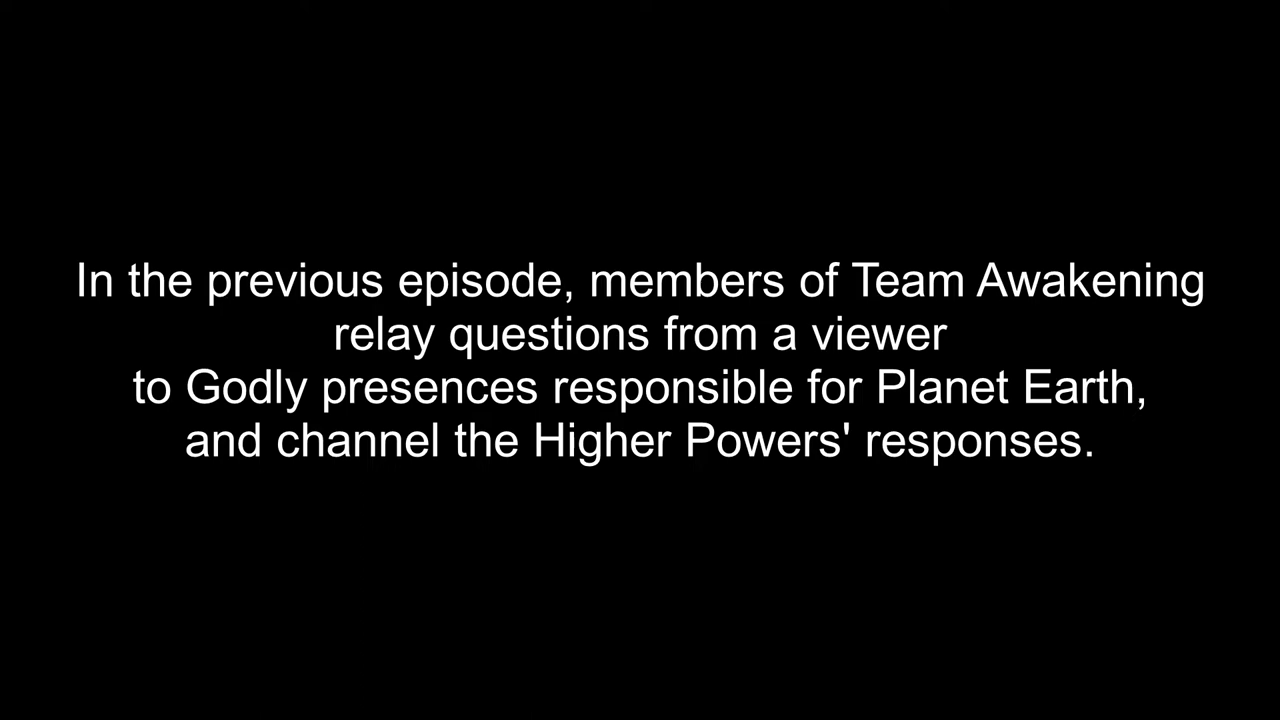 In the previous episode, members of Team Awakening
relay questions from a viewer
to Godly presences responsible for Planet Earth,
and channel the Higher Powers' responses.